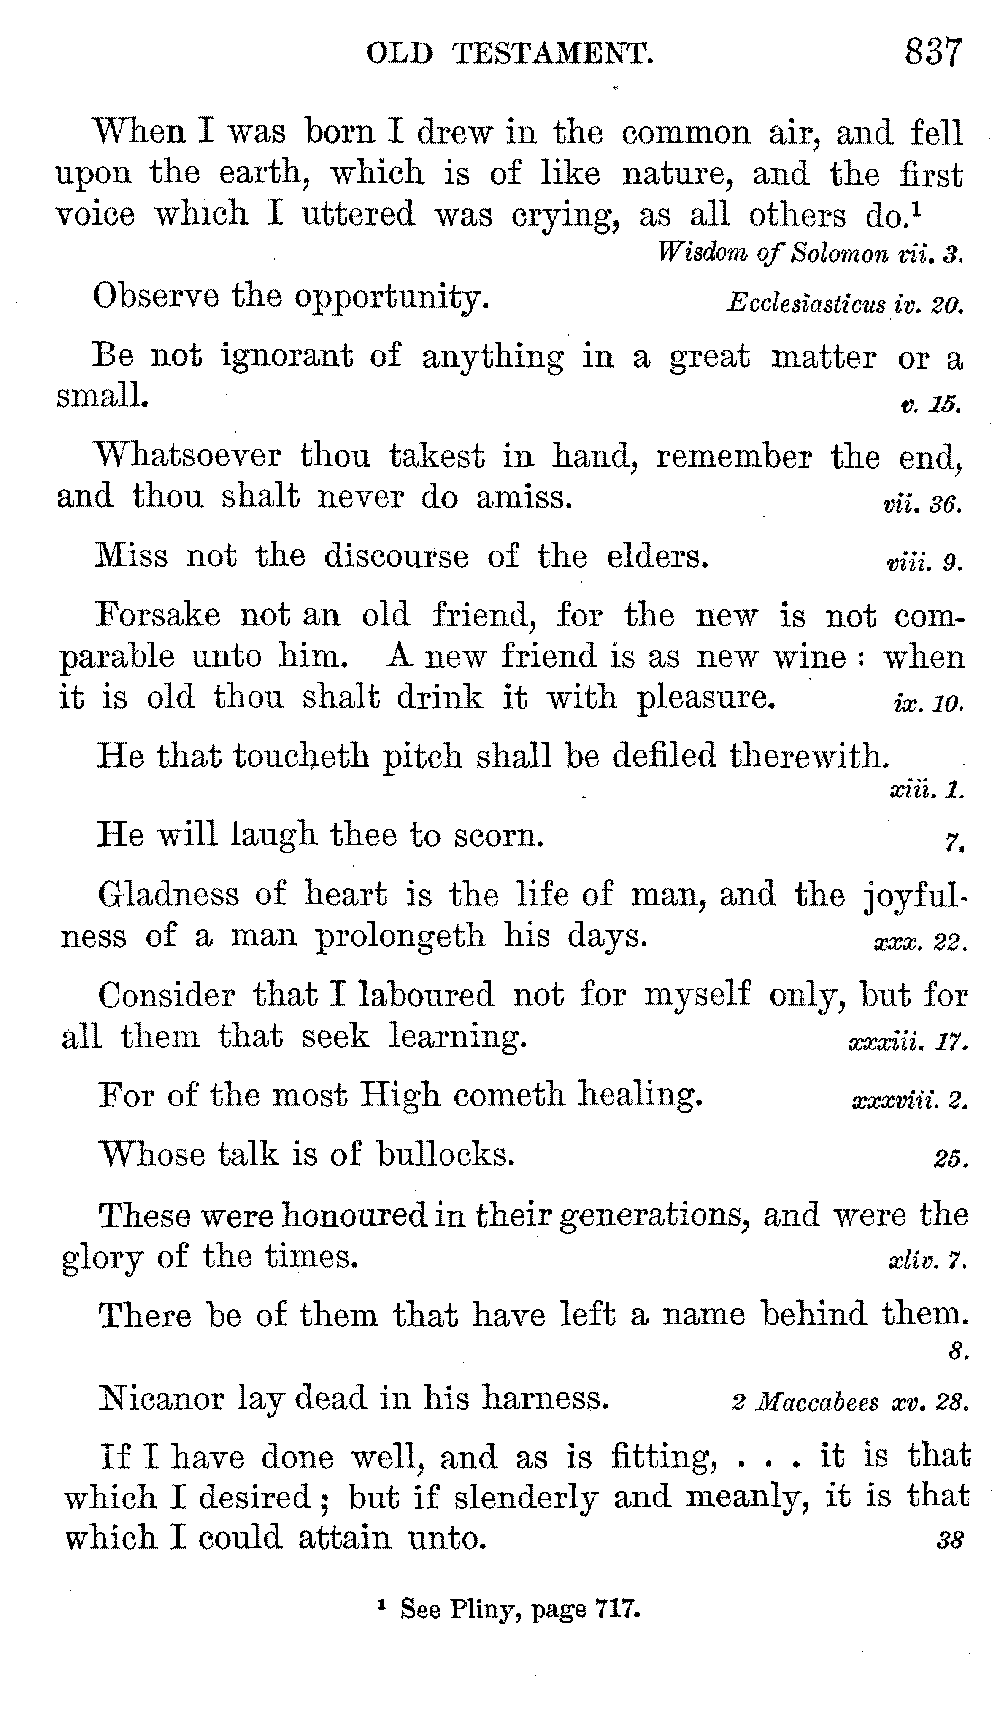 OLD TESTAMENT. 837
When I was born I drew in the common air, and fell
upon the earth, which is of like nature, and the first
voice which I uttered was crying, as all others do.¹
Wisdom of Solomon vii. 3.
Observe the opportunity. Ecclesiasticus iv. 20.
Be not ignorant of anything in a great matter or a
small. v. 15.
Whatsoever thou takest in hand, remember the end,
and thou shalt never do amiss. vii. 36.
Miss not the discourse of the elders. viii. 9.
Forsake not an old friend, for the new is not com-
parable unto him. A new friend is as new wine : when
it is old thou shalt drink it with pleasure. ix. 10.
He that toucheth pitch shall be defiled therewith.
xiii. 1.
He will laugh thee to scorn. 7.
Gladness of heart is the life of man, and the joyful-
ness of a man prolongeth his days. xxx. 22.
Consider that I laboured not for myself only, but for
all them that seek learning. xxxiii. 17.
For of the most High cometh healing. xxxviii. 2.
Whose talk is of bullocks. 25.
These were honoured in their generations, and were the
glory of the times. xliv. 7.
There be of them that have left a name behind them.
8.
Nicanor lay dead in his harness. 2 Maccabees xv. 28.
If I have done well, and as is fitting, . . . it is that
which I desired ; but if slenderly and meanly, it is that
which I could attain unto. 38
¹ See Pliny, page 717.